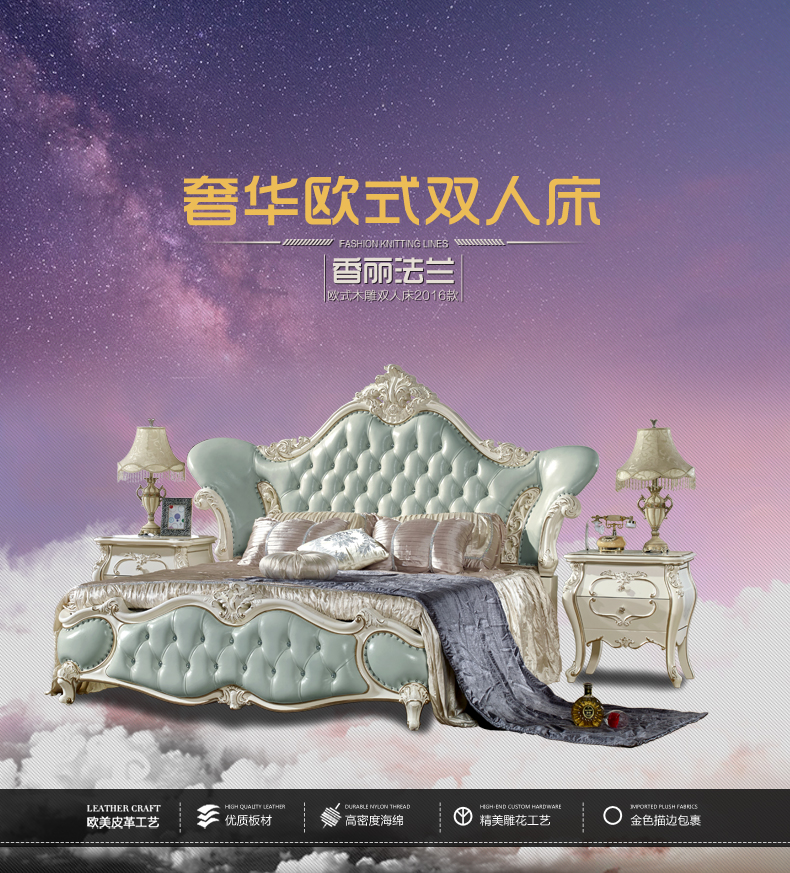 奢华欧式双人床
FASHION KNITTING LINES
香丽法兰
欧式木雕双人床2016款
LEATHER CRAFT
欧美皮革工艺
HIGH QUALITY LEATHER
优质板材
DURABLE NYLON THREAD
高密度海绵
HIGH-END CUSTOM HARDWARE
精美雕花工艺
IMPORTED PLUSH FABRICS
金色描边包裹